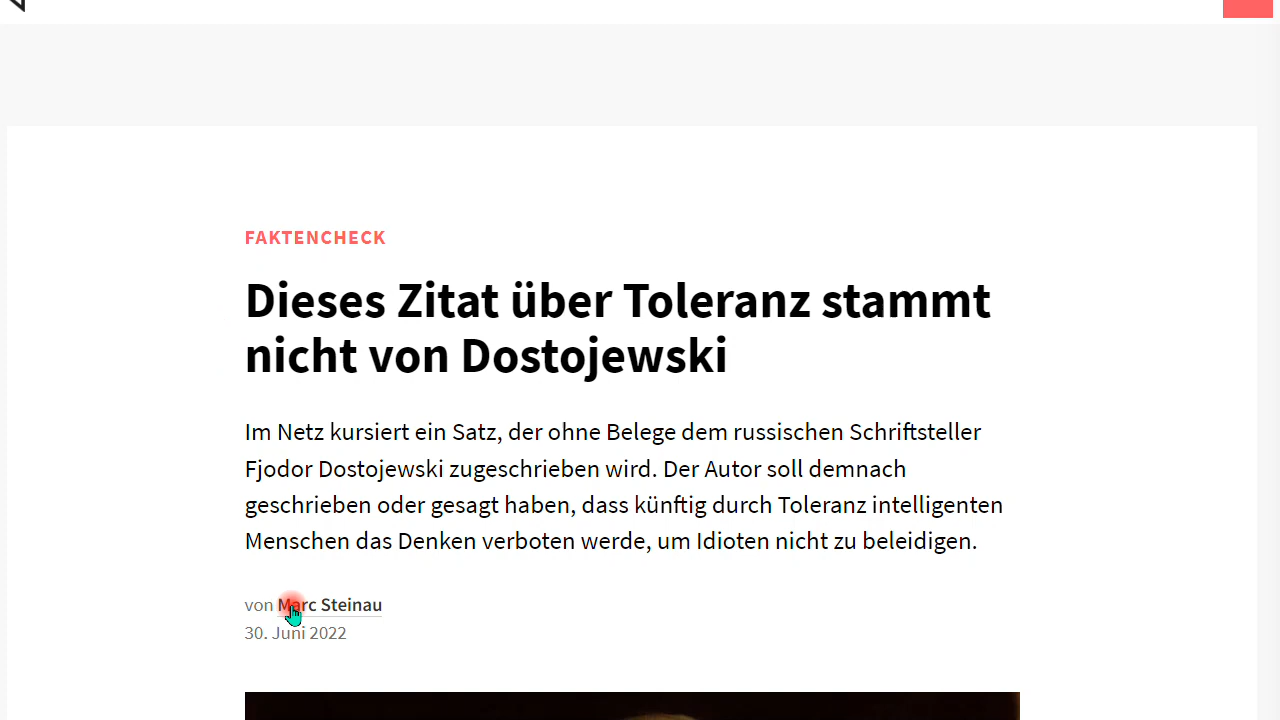 FAKTENCHECK
Dieses Zitat über Toleranz stammt
nicht von Dostojewski
Im Netz kursiert ein Satz, der ohne Belege dem russischen Schriftsteller
Fjodor Dostojewski zugeschrieben wird. Der Autor soll demnach
geschrieben oder gesagt haben, dass künftig durch Toleranz intelligenten
Menschen das Denken verboten werde, um Idioten nicht zu beleidigen.
von Marc Steinau
30. Juni 2022